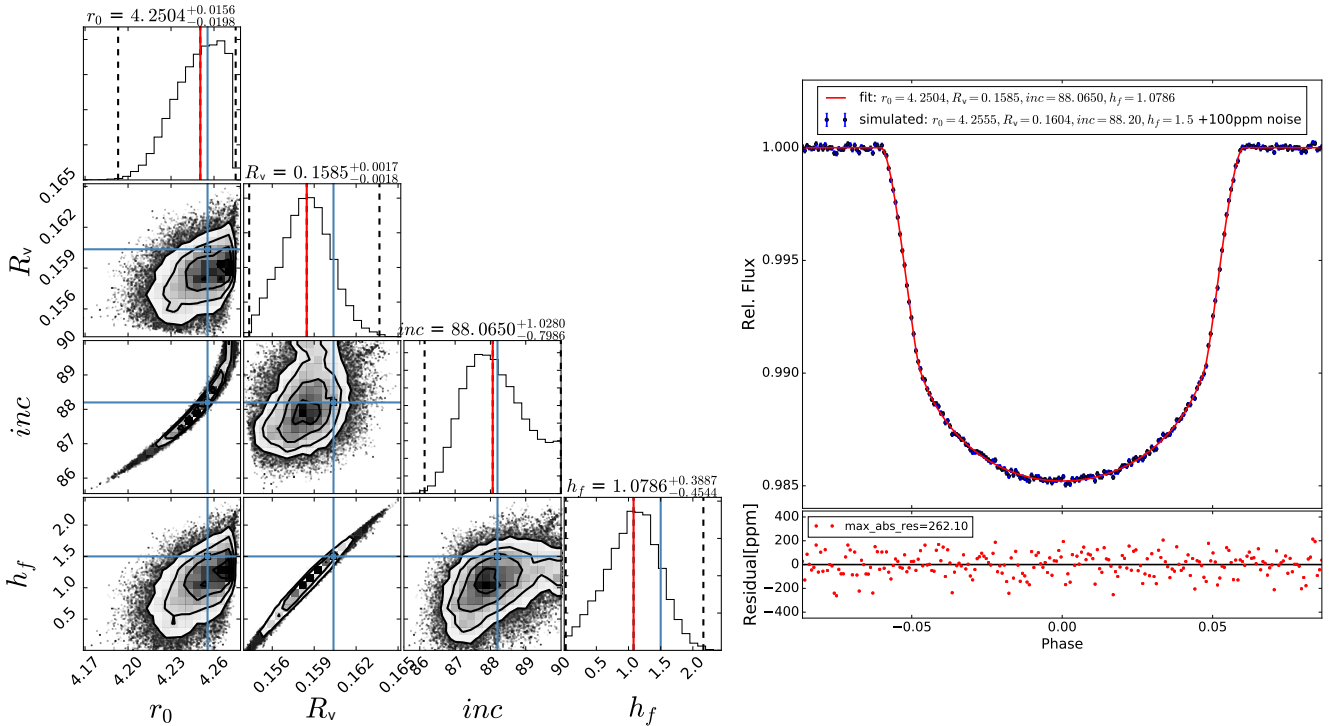 r₀ = 4.2504 +0.0156 −0.0198
0.165
0.162
0.159
0.156
R_v
R_v = 0.1585 +0.0017 −0.0018
90
89
88
87
86
inc
inc = 88.0650 +1.0280 −0.7986
2.0
1.5
1.0
0.5
h_f
h_f = 1.0786 +0.3887 −0.4544
4.17 4.20 4.23 4.26
0.156 0.159 0.162 0.165
86 87 88 89 90
0.5 1.0 1.5 2.0
r₀ R_v inc h_f
fit: r₀ = 4.2504, R_v = 0.1585, inc = 88.0650, h_f = 1.0786
simulated: r₀ = 4.2555, R_v = 0.1604, inc = 88.20, h_f = 1.5 +100ppm noise
1.000
0.995
0.990
0.985
Rel. Flux
max_abs_res=262.10
400
200
0
−200
−400
Residual[ppm]
−0.05 0.00 0.05
Phase